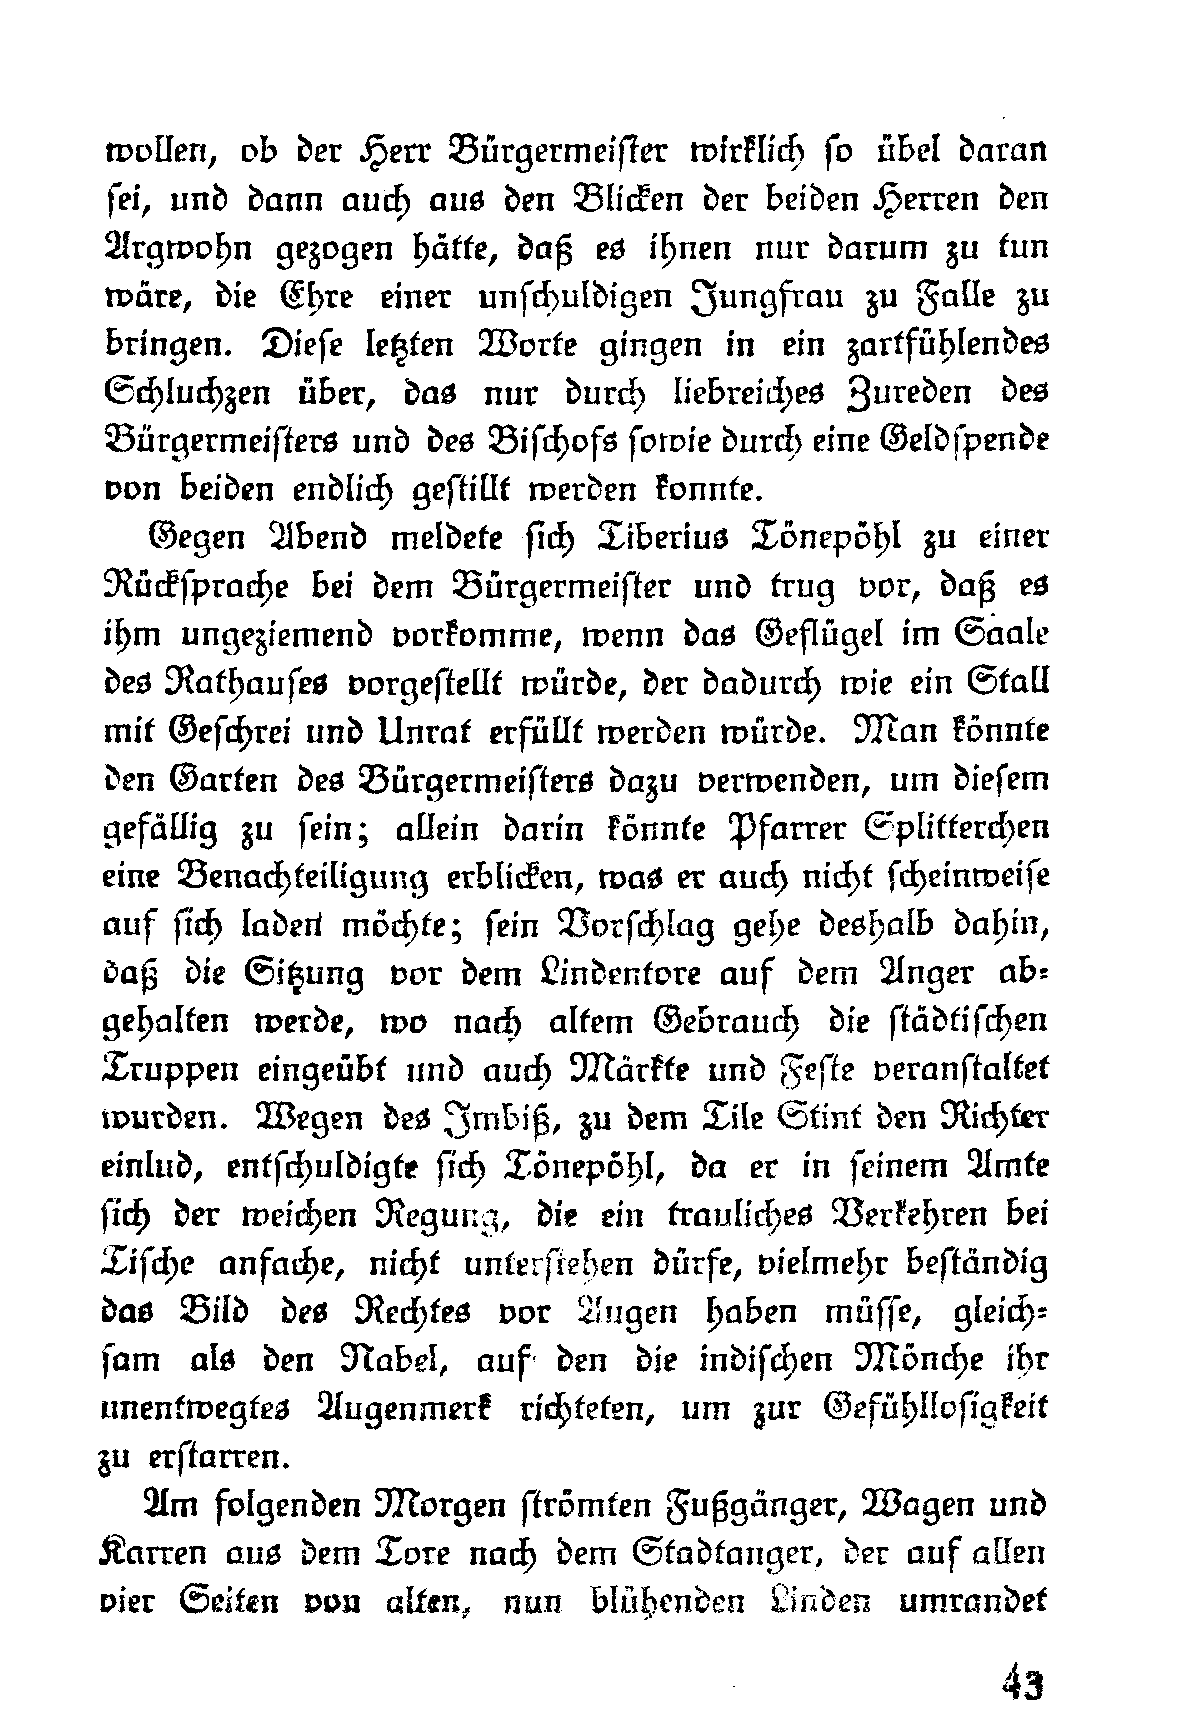 wollen, ob der Herr Bürgermeiſter wirklich ſo übel daran
ſei, und dann auch aus den Blicken der beiden Herren den
Argwohn gezogen hätte, daß es ihnen nur darum zu tun
wäre, die Ehre einer unſchuldigen Jungfrau zu Falle zu
bringen. Dieſe letzten Worte gingen in ein zartfühlendes
Schluchzen über, das nur durch liebreiches Zureden des
Bürgermeiſters und des Biſchofs ſowie durch eine Geldſpende
von beiden endlich geſtillt werden konnte.
Gegen Abend meldete ſich Tiberius Tönepöhl zu einer
Rückſprache bei dem Bürgermeiſter und trug vor, daß es
ihm ungeziemend vorkomme, wenn das Geflügel im Saale
des Rathauſes vorgeſtellt würde, der dadurch wie ein Stall
mit Geſchrei und Unrat erfüllt werden würde. Man könnte
den Garten des Bürgermeiſters dazu verwenden, um dieſem
gefällig zu ſein; allein darin könnte Pfarrer Splitterchen
eine Benachteiligung erblicken, was er auch nicht ſcheinweiſe
auf ſich laden möchte; ſein Vorſchlag gehe deshalb dahin,
daß die Sitzung vor dem Lindentore auf dem Anger ab⸗
gehalten werde, wo nach altem Gebrauch die ſtädtiſchen
Truppen eingeübt und auch Märkte und Feſte veranſtaltet
wurden. Wegen des Imbiß, zu dem Tile Stint den Richter
einlud, entſchuldigte ſich Tönepöhl, da er in ſeinem Amte
ſich der weichen Regung, die ein trauliches Verkehren bei
Tiſche anfache, nicht unterſtehen dürfe, vielmehr beſtändig
das Bild des Rechtes vor Augen haben müſſe, gleich⸗
ſam als den Nabel, auf den die indiſchen Mönche ihr
unentwegtes Augenmerk richteten, um zur Gefühlloſigkeit
zu erſtarren.
Am folgenden Morgen ſtrömten Fußgänger, Wagen und
Karren aus dem Tore nach dem Stadtanger, der auf allen
vier Seiten von alten, nun blühenden Linden umrandet
43